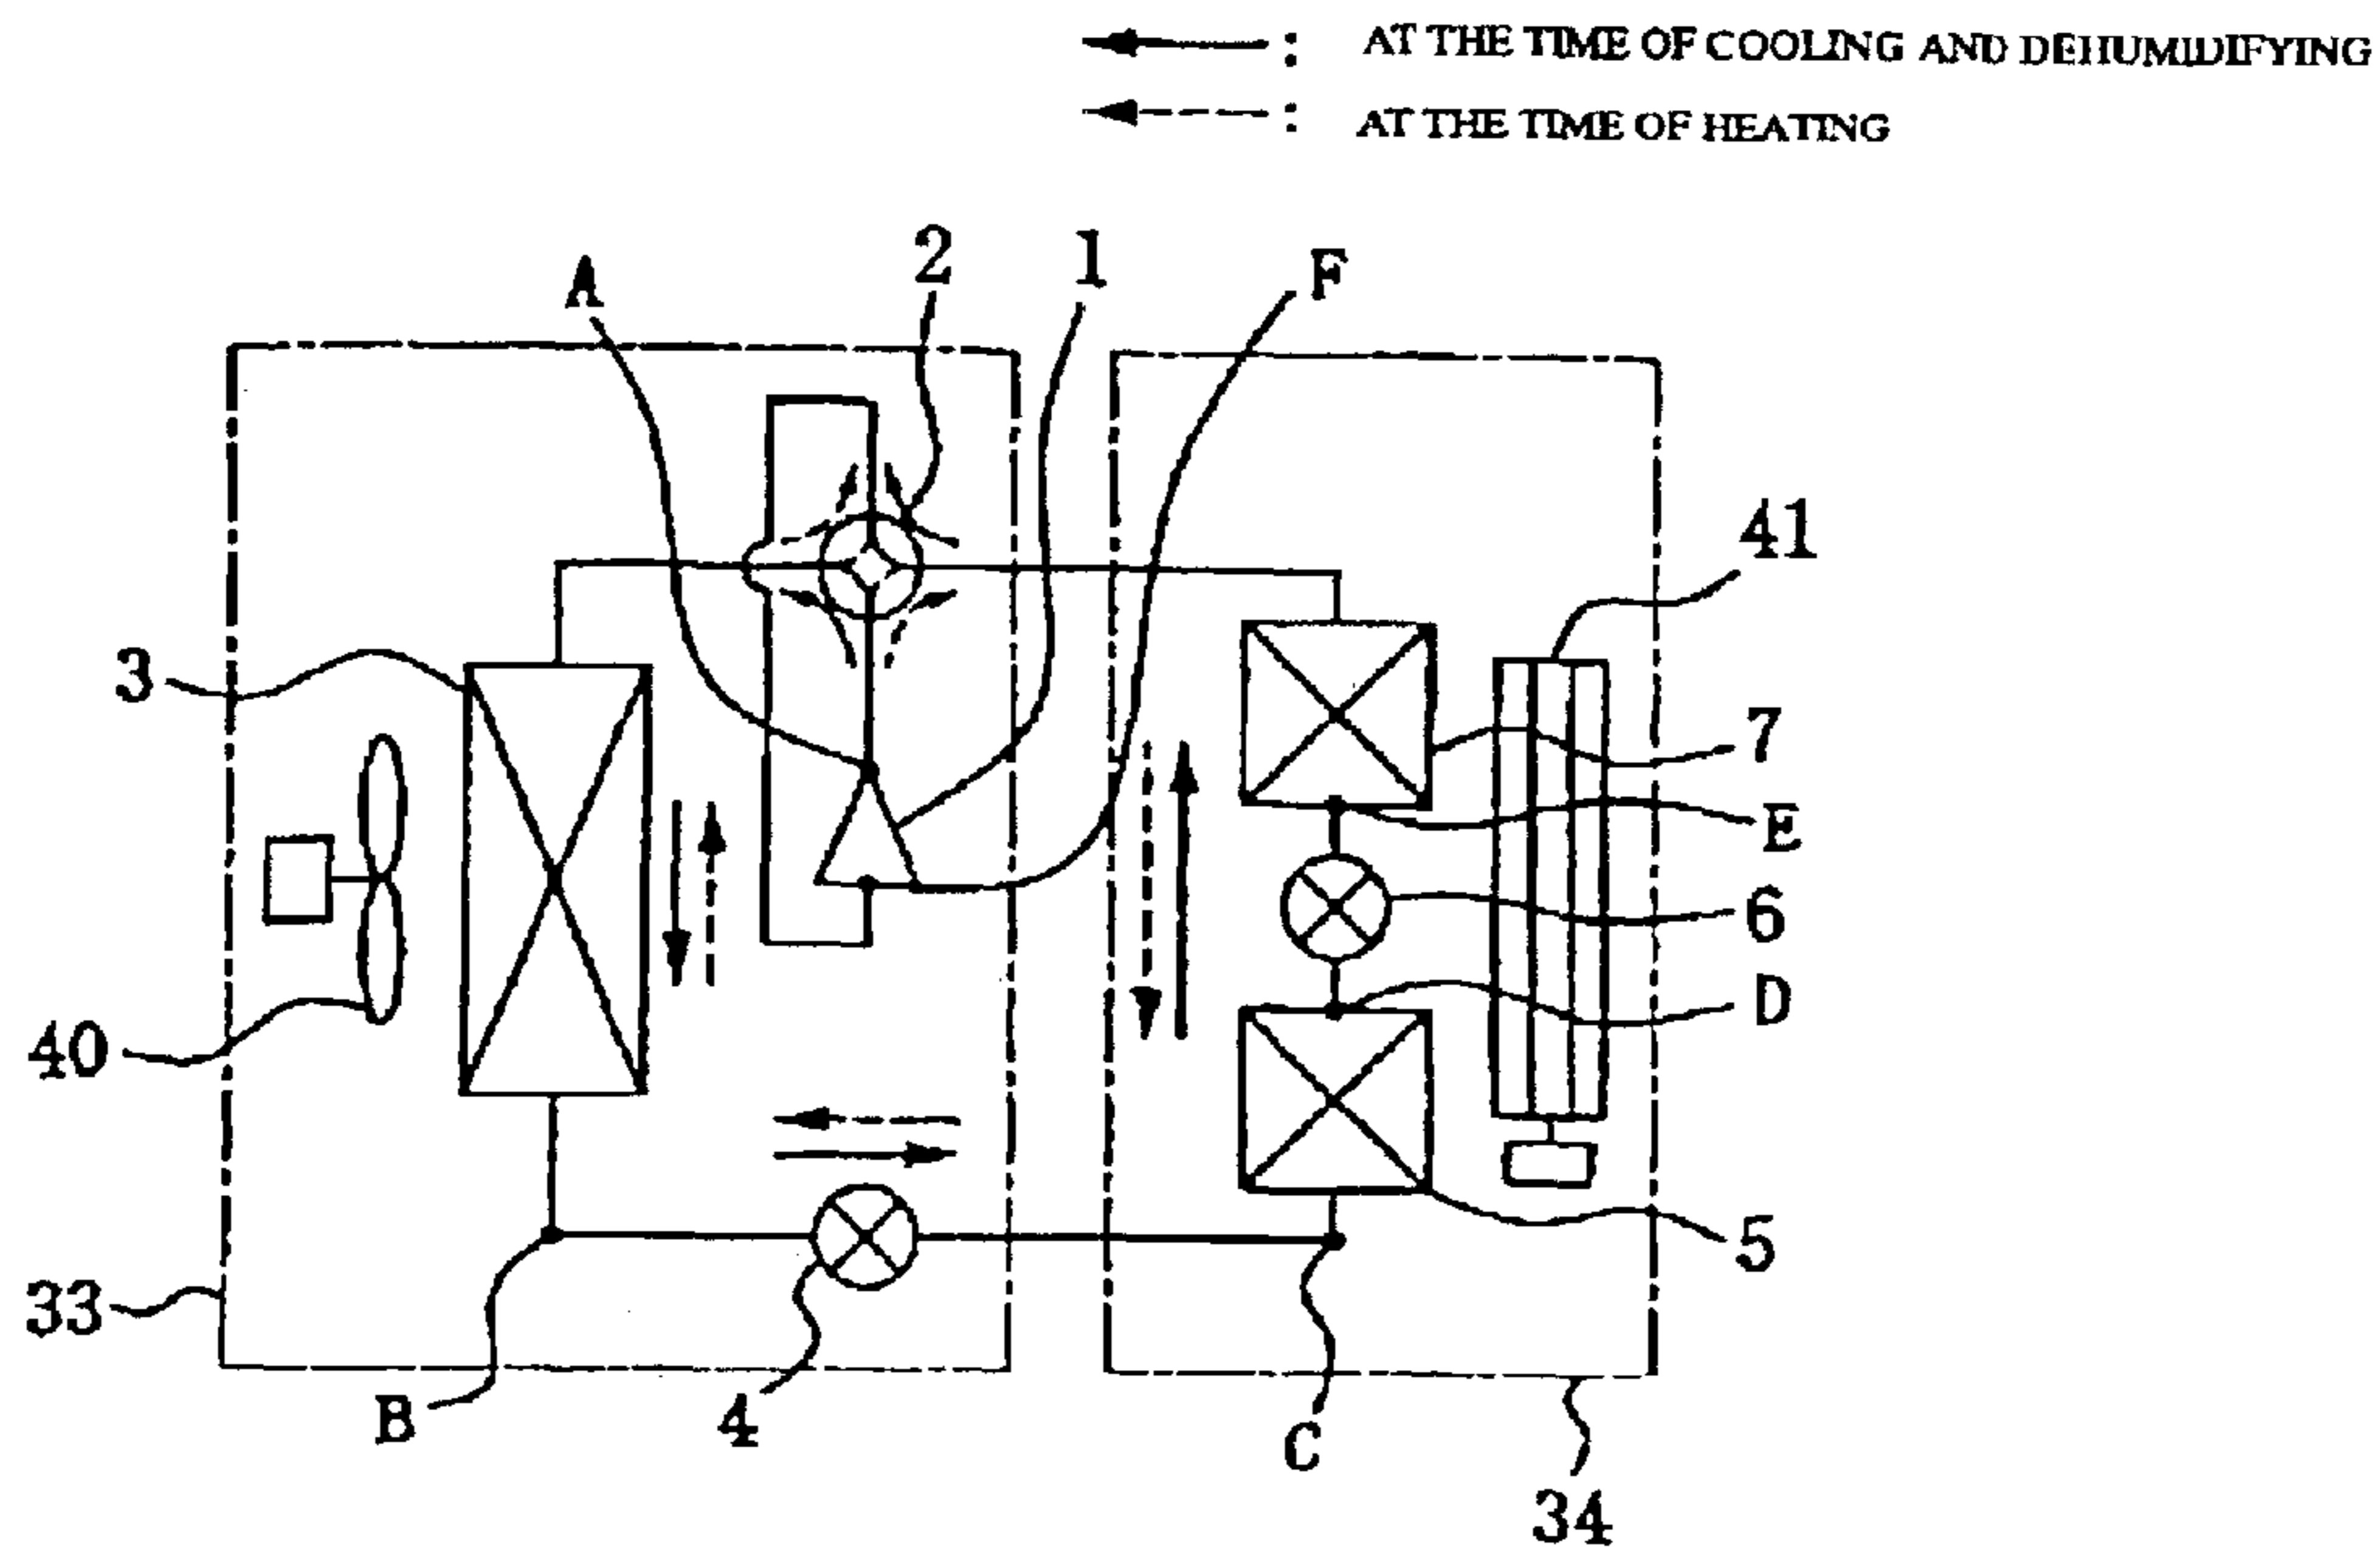 : AT THE TIME OF COOLING AND DEHUMIDIFYING
: AT THE TIME OF HEATING
A
2
1
F
41
3
7
E
6
D
40
5
33
B
4
C
34